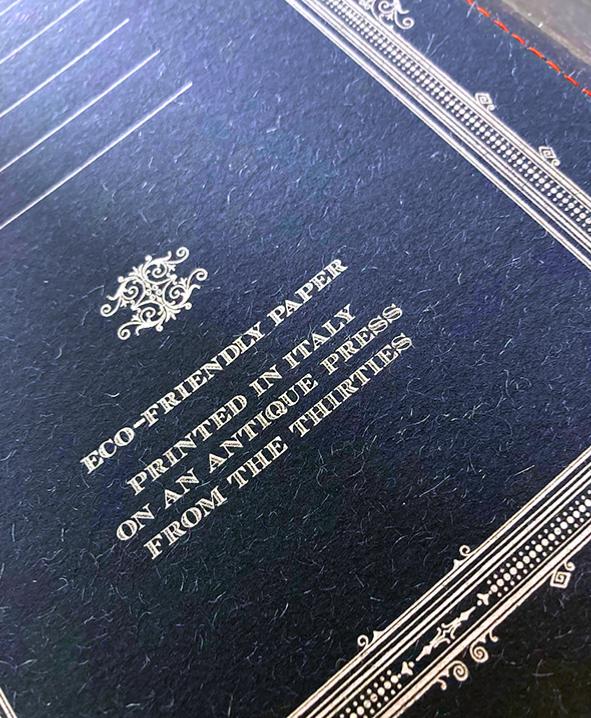 ECO-FRIENDLY PAPER
PRINTED IN ITALY
ON AN ANTIQUE PRESS
FROM THE THIRTIES